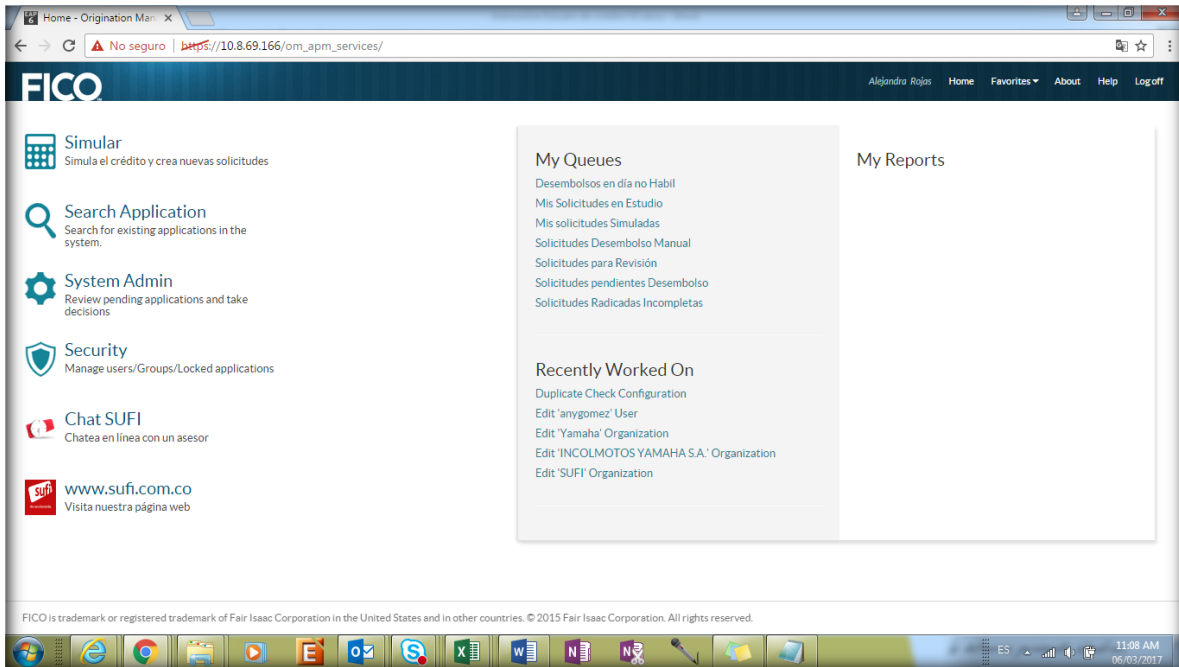 Home - Origination Man
No seguro | https://10.8.69.166/om_apm_services/
FICO
Alejandra Rojas Home Favorites About Help Logoff
Simular
Simula el crédito y crea nuevas solicitudes
Search Application
Search for existing applications in the
system.
System Admin
Review pending applications and take
decisions
Security
Manage users/Groups/Locked applications
Chat SUFI
Chatea en línea con un asesor
sufi
www.sufi.com.co
Visita nuestra página web
My Queues
Desembolsos en día no Habil
Mis Solicitudes en Estudio
Mis solicitudes Simuladas
Solicitudes Desembolso Manual
Solicitudes para Revisión
Solicitudes pendientes Desembolso
Solicitudes Radicadas Incompletas
Recently Worked On
Duplicate Check Configuration
Edit 'anygomez' User
Edit 'Yamaha' Organization
Edit 'INCOLMOTOS YAMAHA S.A.' Organization
Edit 'SUFI' Organization
My Reports
FICO is trademark or registered trademark of Fair Isaac Corporation in the United States and in other countries. © 2015 Fair Isaac Corporation. All rights reserved.
ES
11:08 AM
06/03/2017